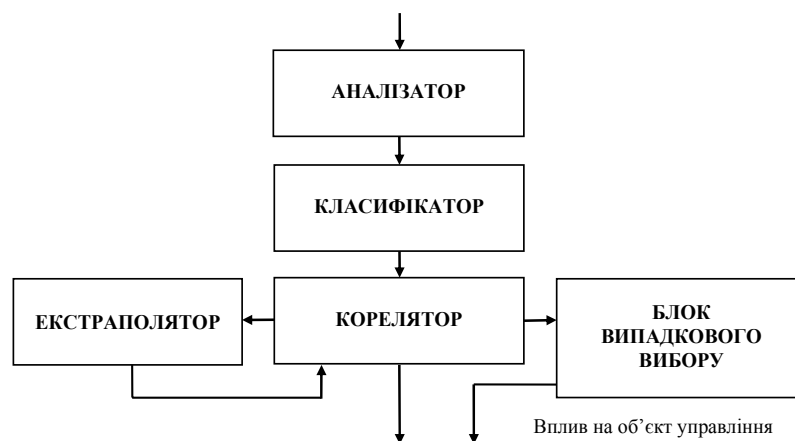 АНАЛІЗАТОР
КЛАСИФІКАТОР
ЕКСТРАПОЛЯТОР
КОРЕЛЯТОР
БЛОК
ВИПАДКОВОГО
ВИБОРУ
Вплив на об’єкт управління